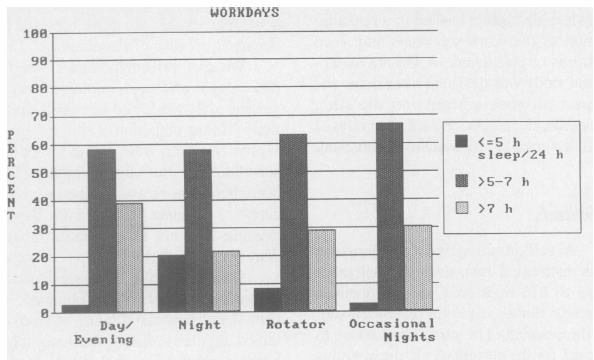 WORKDAYS
100
90
80
70
60
50
40
30
20
10
0
PERCENT
<=5 h
sleep/24 h
>5-7 h
>7 h
Day/
Evening
Night
Rotator
Occasional
Nights